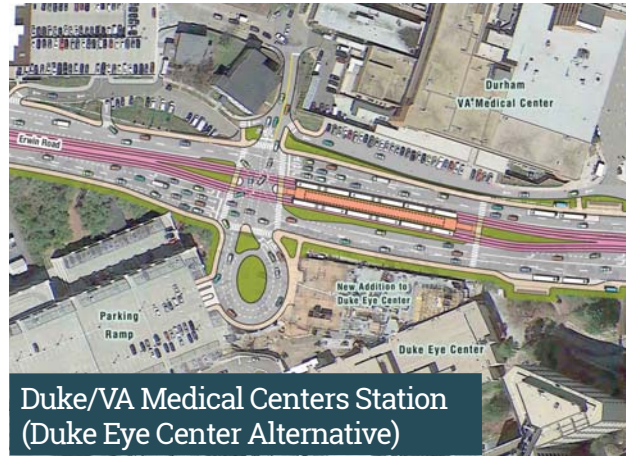 Durham
VA Medical Center
Erwin Road
New Addition to
Duke Eye Center
Parking
Ramp
Duke Eye Center
Duke/VA Medical Centers Station
(Duke Eye Center Alternative)